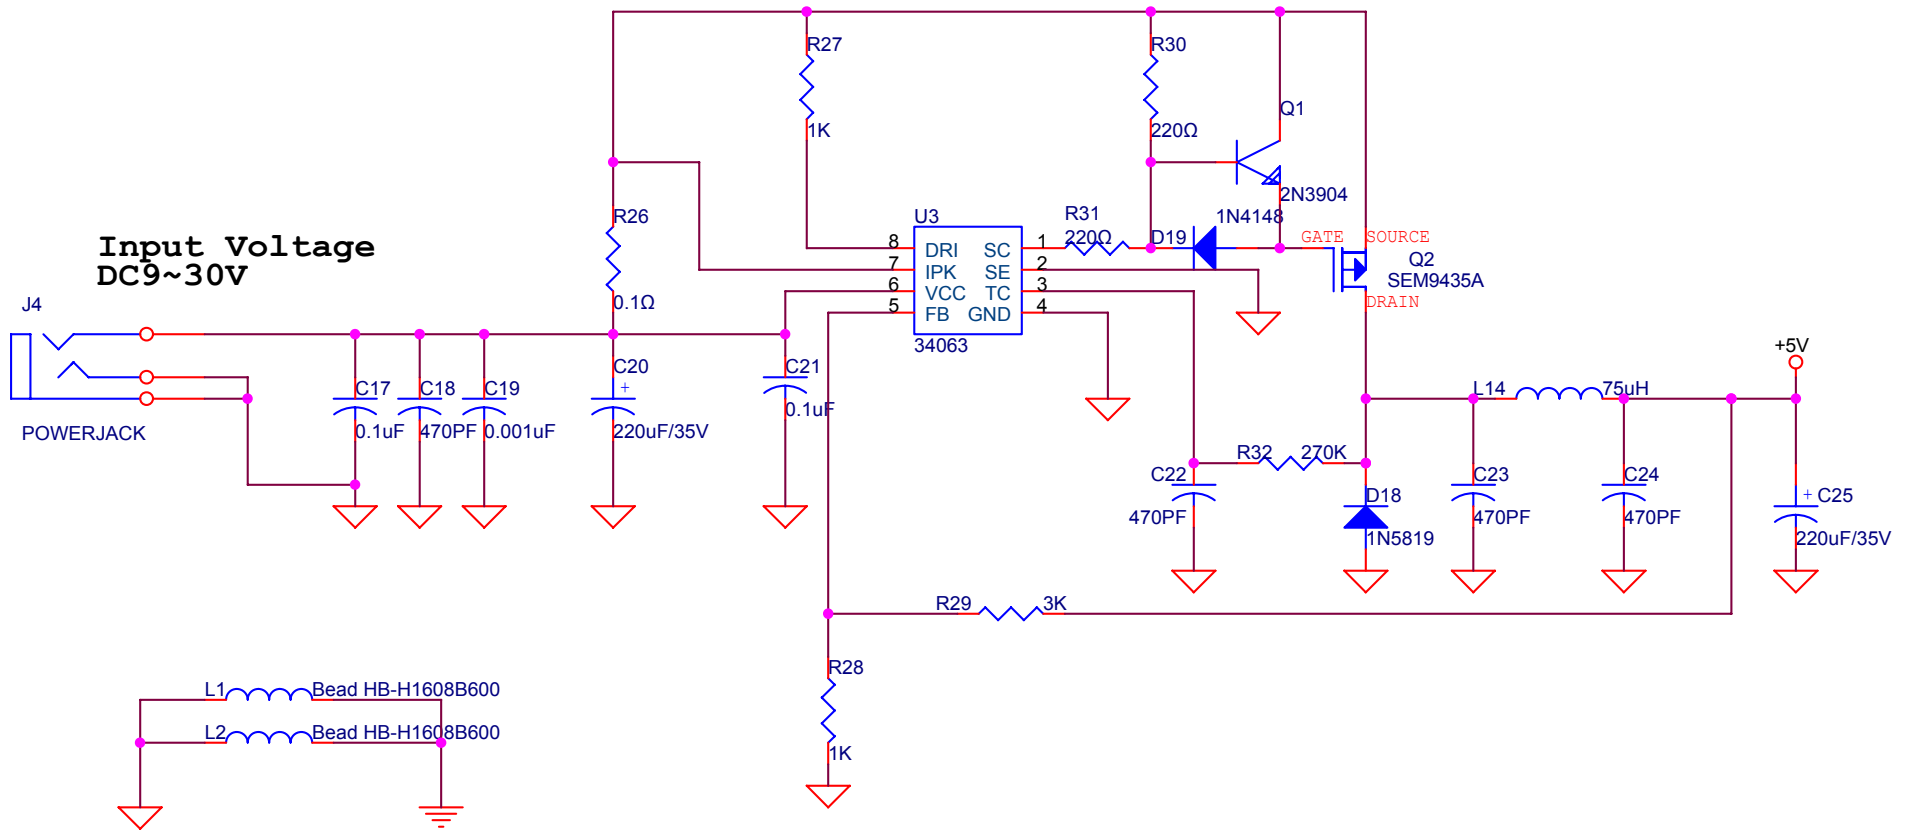 R27
1K
R30
220Ω
Q1
2N3904
R26
0.1Ω
Input Voltage
DC9~30V
J4
POWERJACK
U3
8 DRI SC 1
7 IPK SE 2
6 VCC TC 3
5 FB GND 4
34063
R31
220Ω
D19
1N4148
GATE SOURCE
Q2
SEM9435A
DRAIN
C17
0.1uF
C18
470PF
C19
0.001uF
C20
+
220uF/35V
C21
0.1uF
+5V
L14 75uH
R32 270K
C22
470PF
D18
1N5819
C23
470PF
C24
470PF
+ C25
220uF/35V
R29 3K
R28
1K
L1 Bead HB-H1608B600
L2 Bead HB-H1608B600